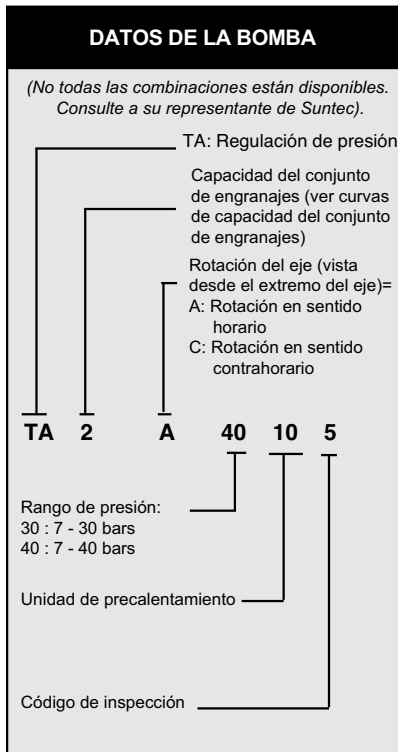 DATOS DE LA BOMBA
(No todas las combinaciones están disponibles.
Consulte a su representante de Suntec).
TA: Regulación de presión
Capacidad del conjunto
de engranajes (ver curvas
de capacidad del conjunto
de engranajes)
Rotación del eje (vista
desde el extremo del eje)=
A: Rotación en sentido
horario
C: Rotación en sentido
contrahorario
TA 2 A 40 10 5
Rango de presión:
30 : 7 - 30 bars
40 : 7 - 40 bars
Unidad de precalentamiento
Código de inspección